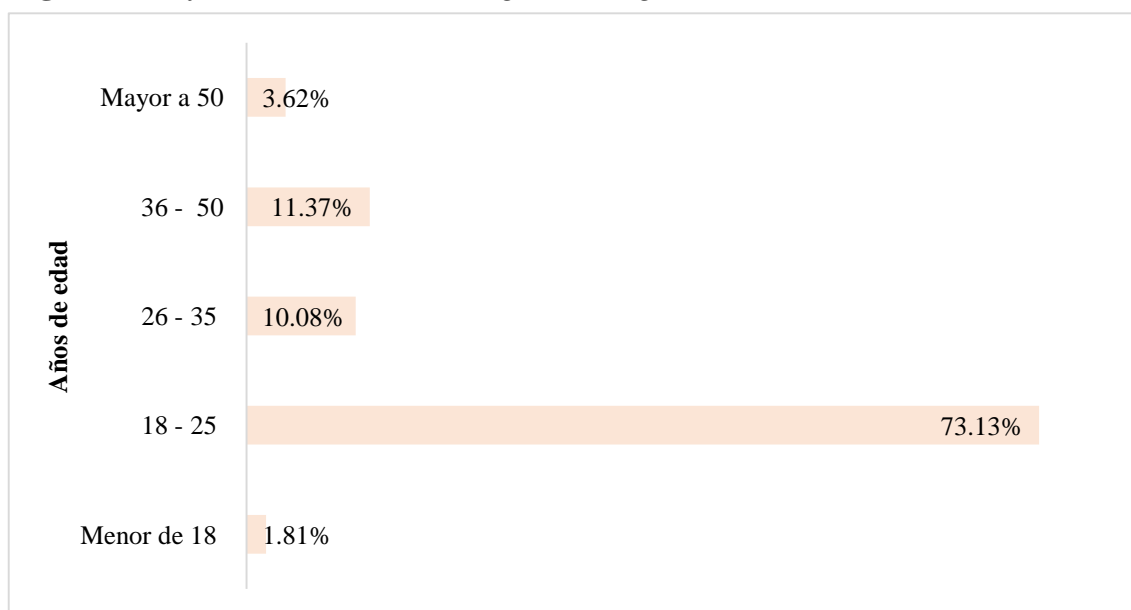 Mayor a 50
3.62%
36 - 50
11.37%
Años de edad
26 - 35
10.08%
18 - 25
73.13%
Menor de 18
1.81%